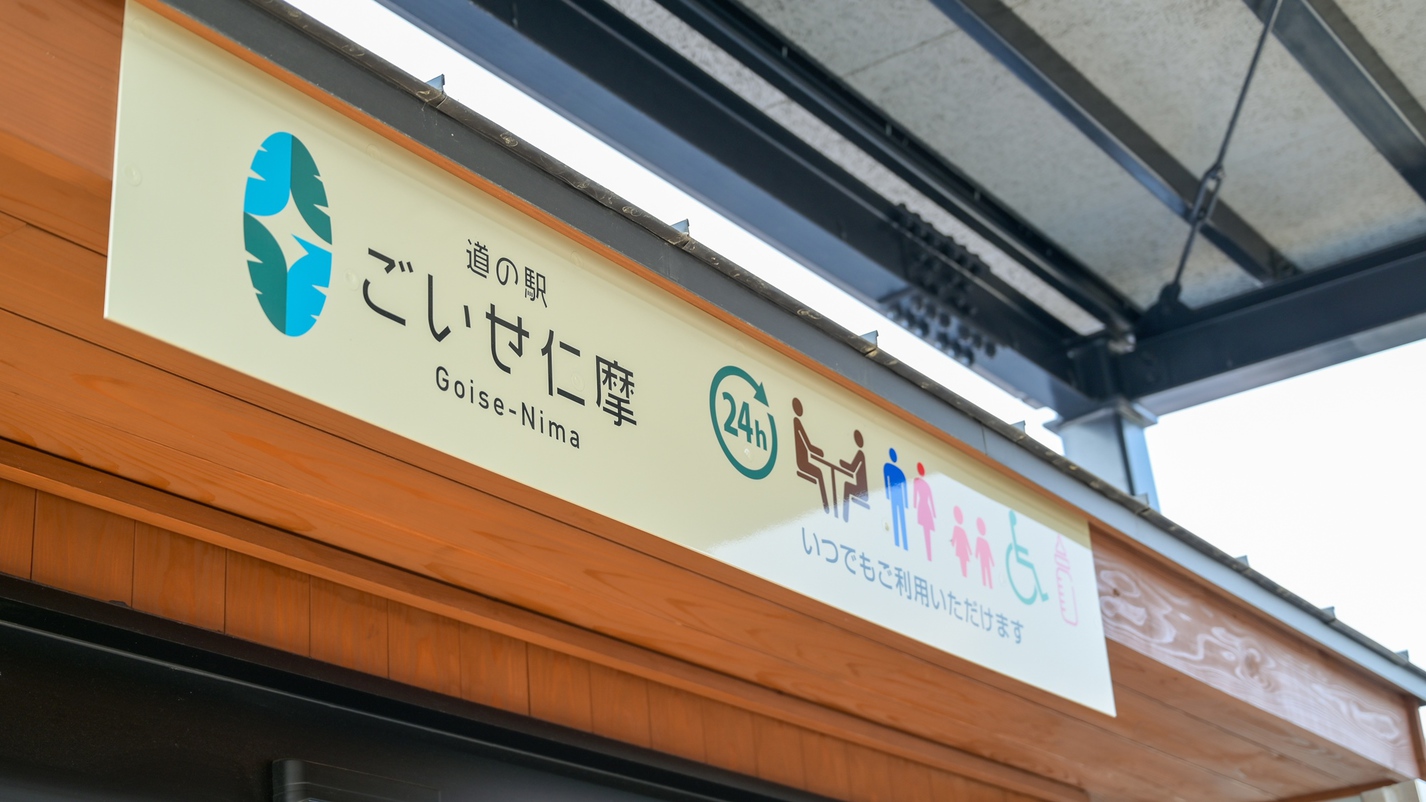 道の駅
ごいせ仁摩
Goise-Nima
24h
いつでもご利用いただけます